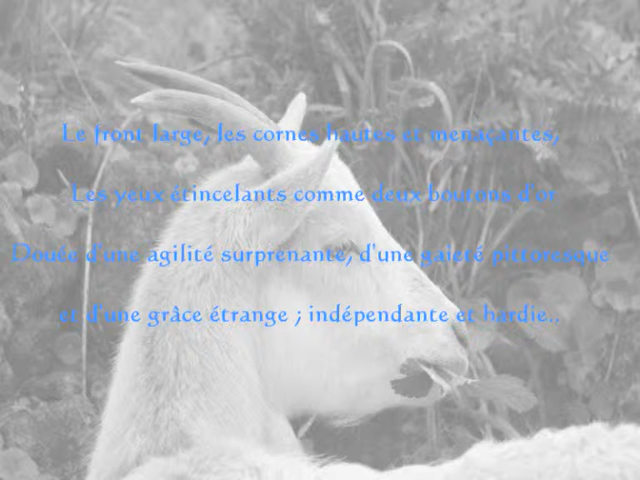 Le front large, les cornes hautes et menaçantes,
Les yeux étincelants comme deux boutons d'or
Douée d'une agilité surprenante, d'une gaieté pittoresque
et d'une grâce étrange ; indépendante et hardie..